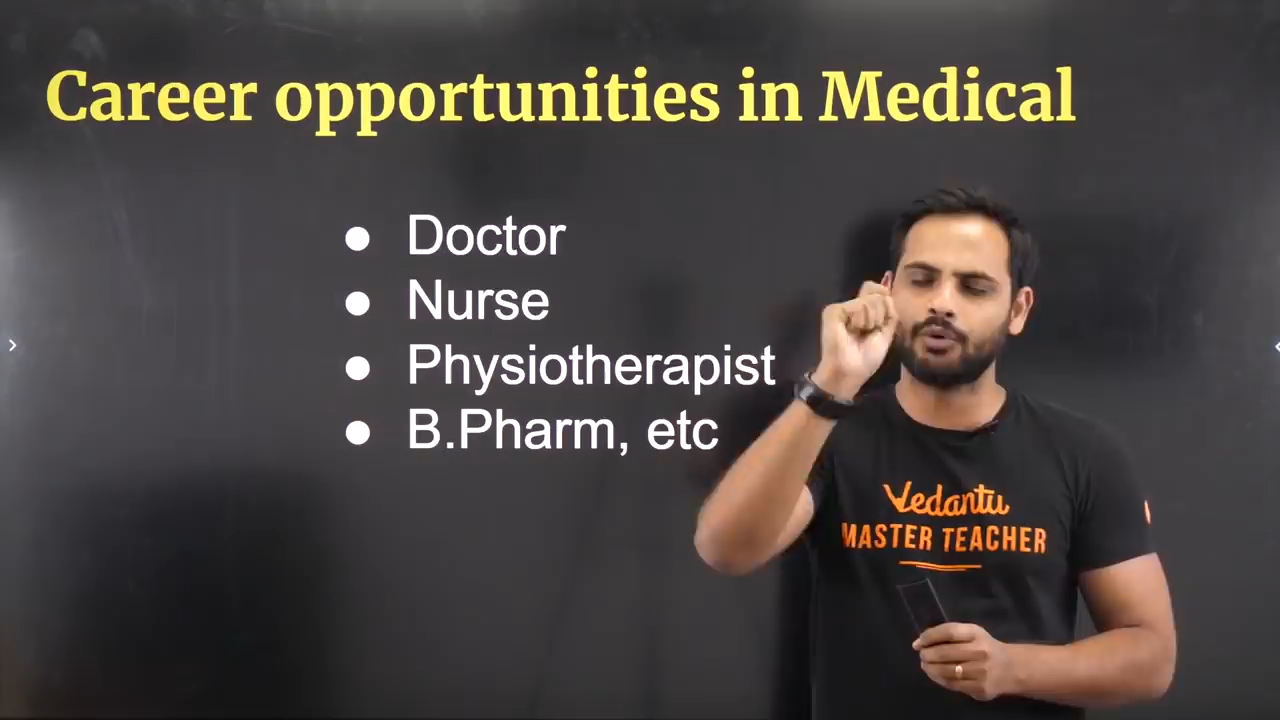 Career opportunities in Medical
● Doctor
● Nurse
● Physiotherapist
● B.Pharm, etc
Vedantu
MASTER TEACHER